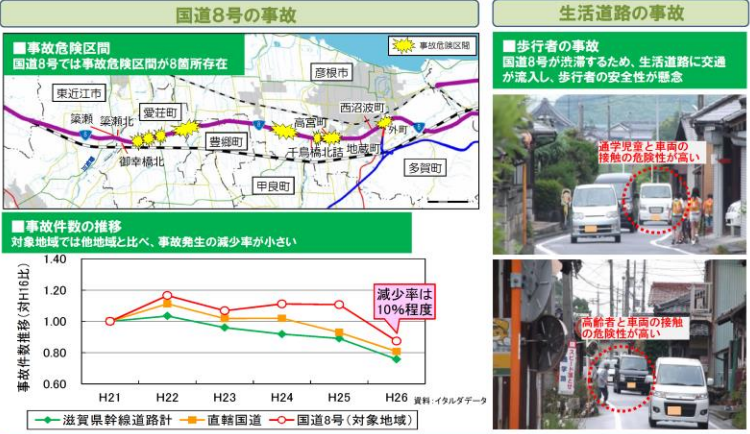 国道8号の事故
■事故危険区間
国道8号では事故危険区間が8箇所存在
事故危険区間
彦根市
東近江市
愛荘町
西沼波町
簗瀬
簗瀬北
高宮町
外町
8
8
8
御幸橋北
豊郷町
千鳥橋北詰
地蔵町
多賀町
甲良町
■事故件数の推移
対象地域では他地域と比べ、事故発生の減少率が小さい
事故件数推移(対H16比)
1.40
1.20
1.00
0.80
0.60
減少率は
10%程度
H21
H22
H23
H24
H25
H26
資料:イタルダデータ
滋賀県幹線道路計
直轄国道
国道8号(対象地域)
生活道路の事故
■歩行者の事故
国道8号が渋滞するため、生活道路に交通
が流入し、歩行者の安全性が懸念
通学児童と車両の
接触の危険性が高い
高齢者と車両の接触
の危険性が高い
スピード落とせ
学路